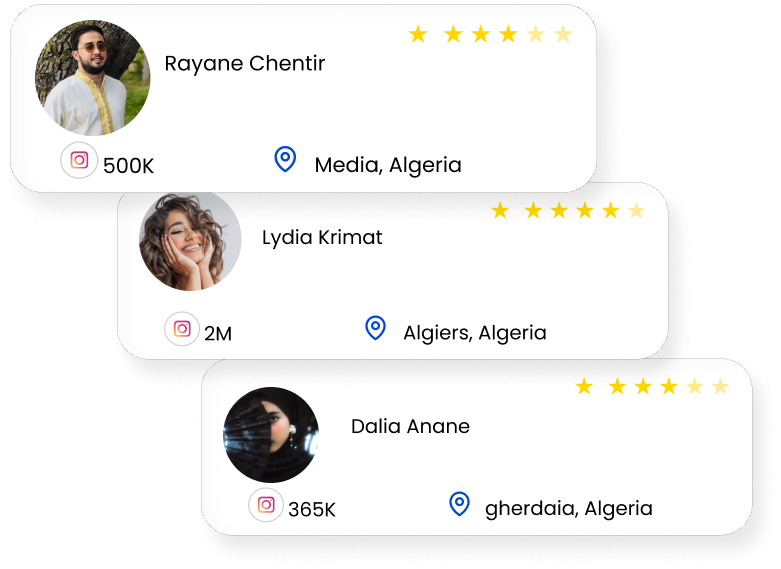 Rayane Chentir
500K
Media, Algeria
Lydia Krimat
2M
Algiers, Algeria
Dalia Anane
365K
gherdaia, Algeria